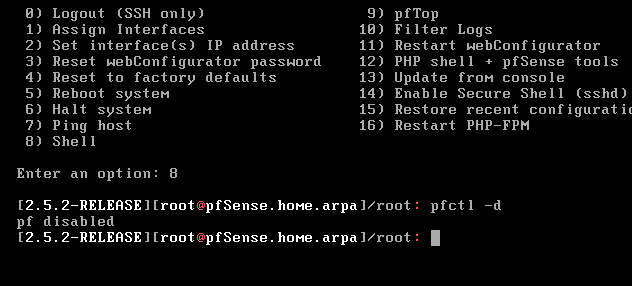 0) Logout (SSH only)                  9) pfTop
1) Assign Interfaces                 10) Filter Logs
2) Set interface(s) IP address       11) Restart webConfigurator
3) Reset webConfigurator password    12) PHP shell + pfSense tools
4) Reset to factory defaults         13) Update from console
5) Reboot system                     14) Enable Secure Shell (sshd)
6) Halt system                       15) Restore recent configuratio
7) Ping host                         16) Restart PHP-FPM
8) Shell
Enter an option: 8
[2.5.2-RELEASE][root@pfSense.home.arpa]/root: pfctl -d
pf disabled
[2.5.2-RELEASE][root@pfSense.home.arpa]/root: